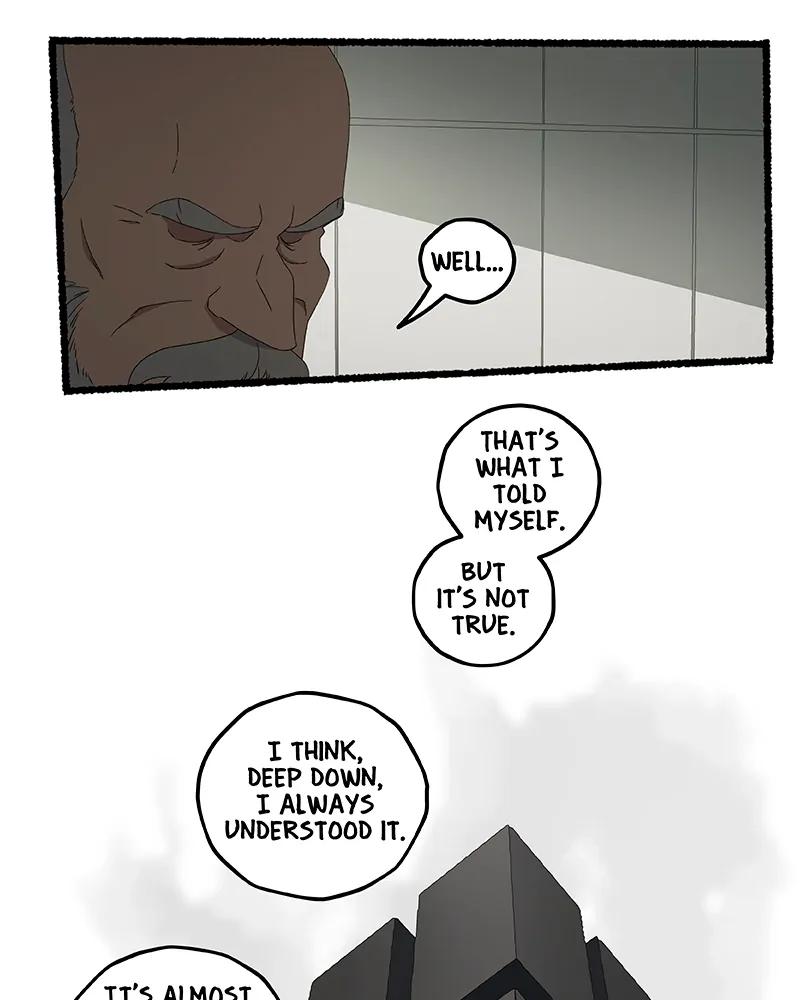 WELL...
THAT'S
WHAT I
TOLD
MYSELF.
BUT
IT'S NOT
TRUE.
I THINK,
DEEP DOWN,
I ALWAYS
UNDERSTOOD IT.
IT'S ALMOST